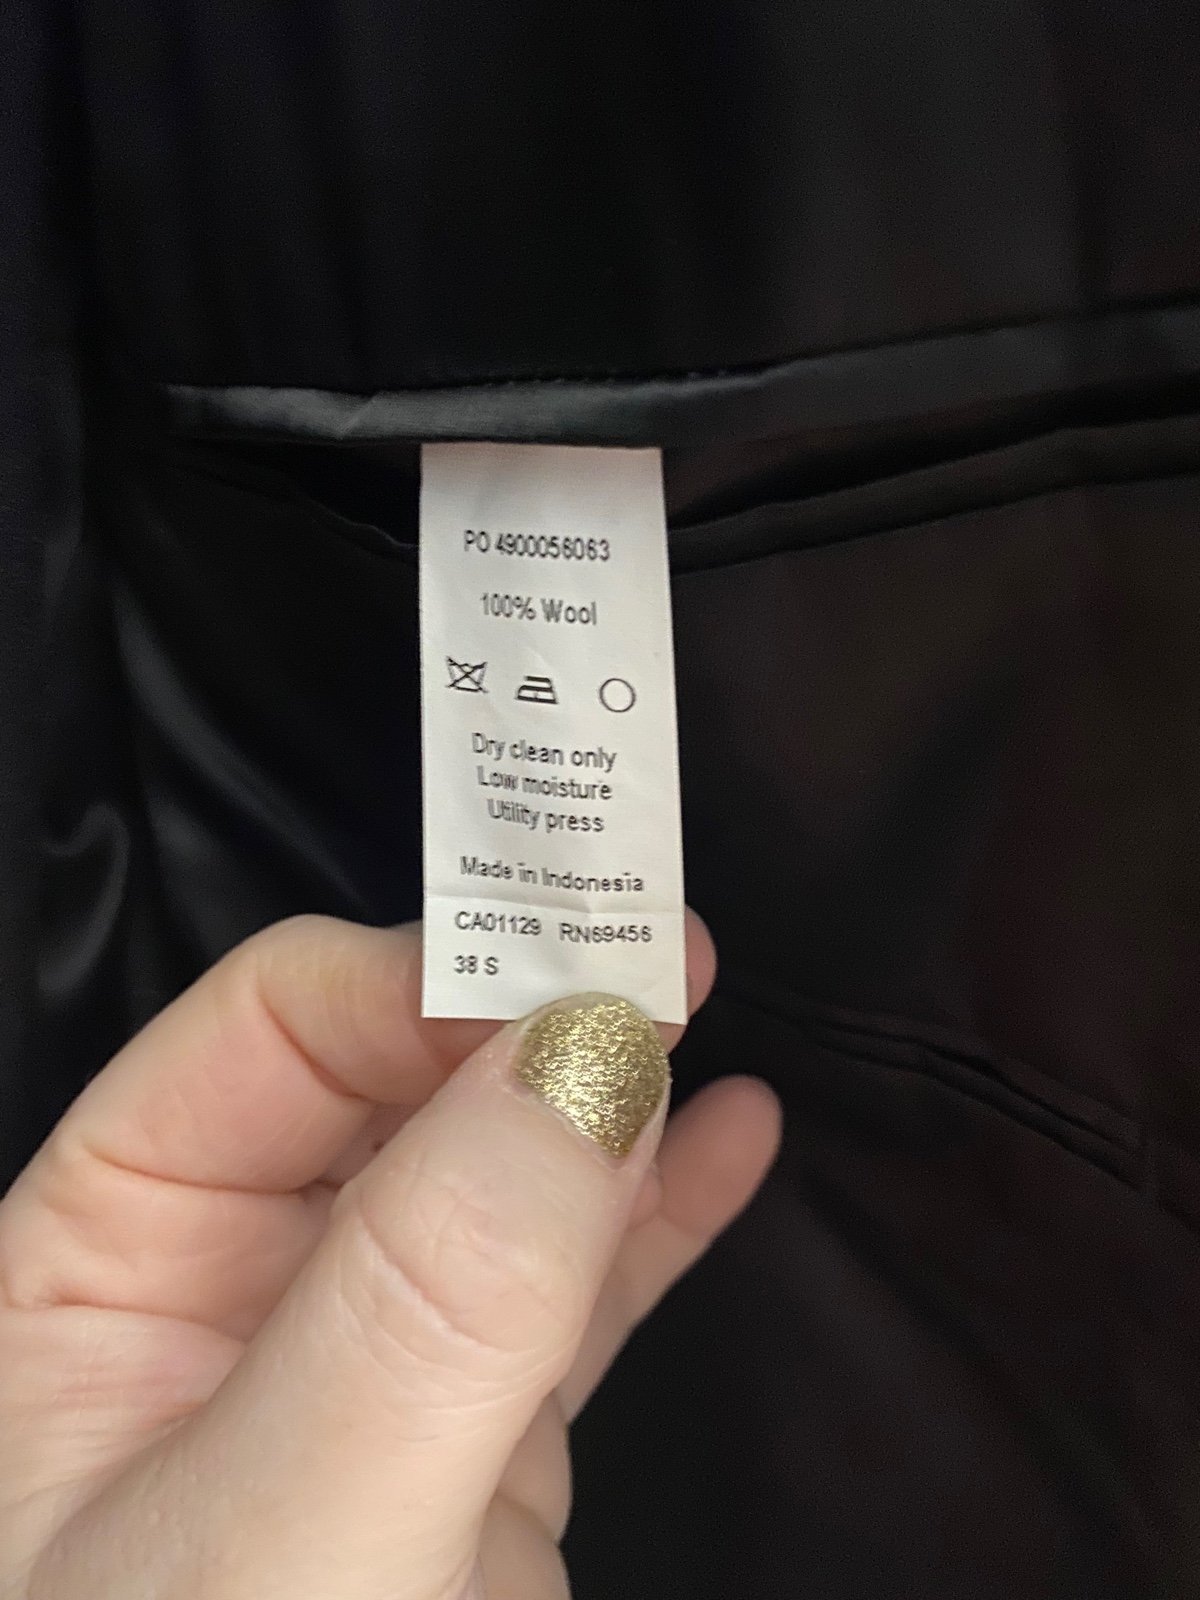 PO 4900056063
100% Wool
Dry clean only
Low moisture
Utility press
Made in Indonesia
CA01129 RN69456
38 S